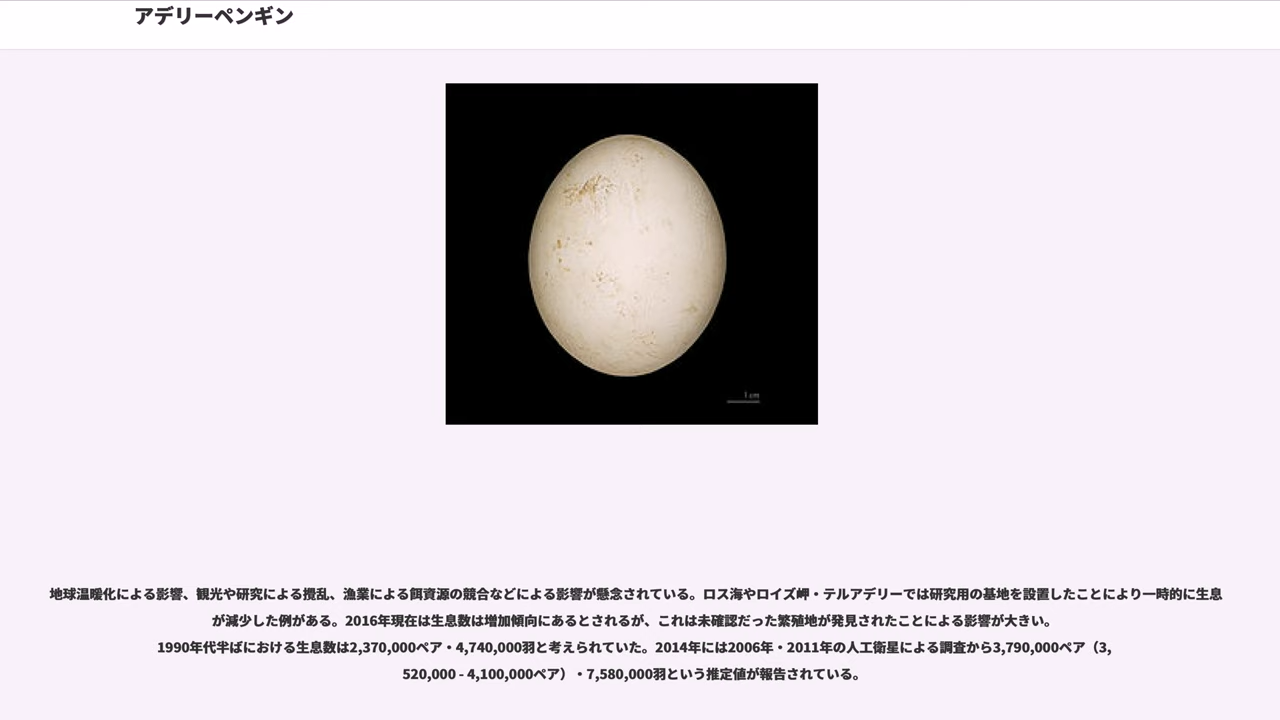 アデリーペンギン
1 cm
地球温暖化による影響、観光や研究による攪乱、漁業による餌資源の競合などによる影響が懸念されている。ロス海やロイズ岬・テルアデリーでは研究用の基地を設置したことにより一時的に生息
が減少した例がある。2016年現在は生息数は増加傾向にあるとされるが、これは未確認だった繁殖地が発見されたことによる影響が大きい。
1990年代半ばにおける生息数は2,370,000ペア・4,740,000羽と考えられていた。2014年には2006年・2011年の人工衛星による調査から3,790,000ペア（3,
520,000 - 4,100,000ペア）・7,580,000羽という推定値が報告されている。